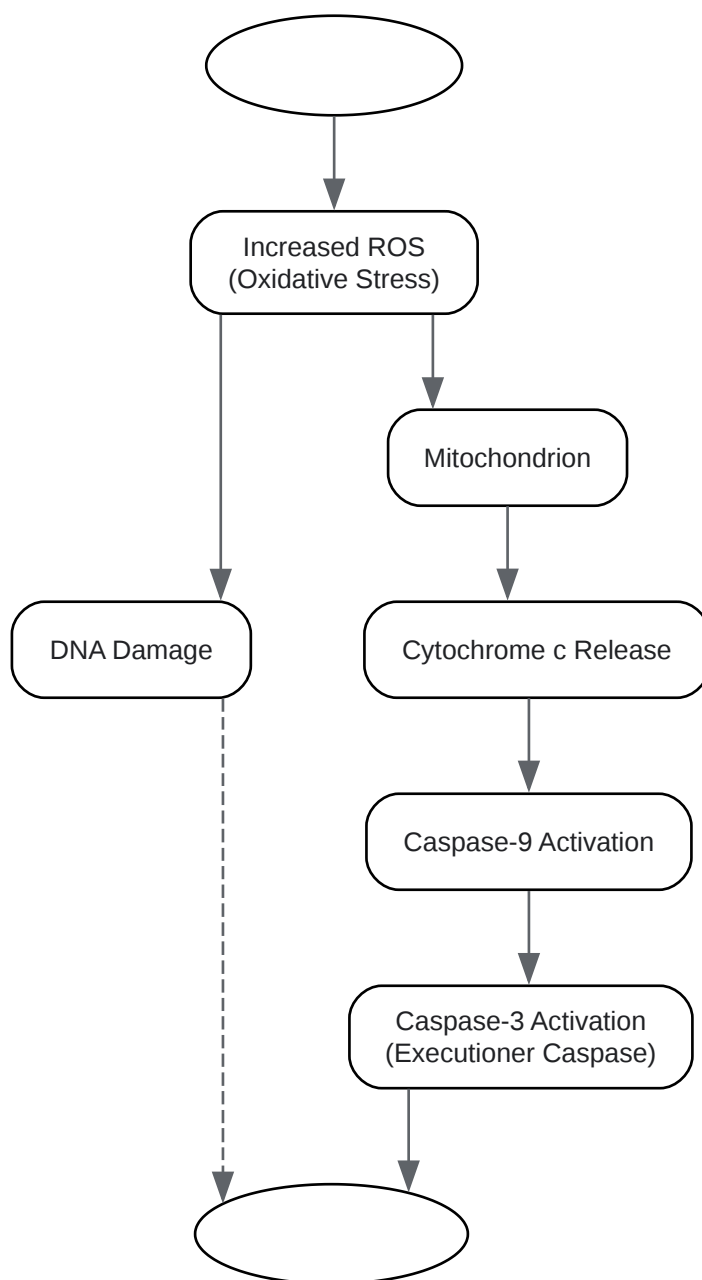 Increased ROS
(Oxidative Stress)
Mitochondrion
DNA Damage
Cytochrome c Release
Caspase-9 Activation
Caspase-3 Activation
(Executioner Caspase)